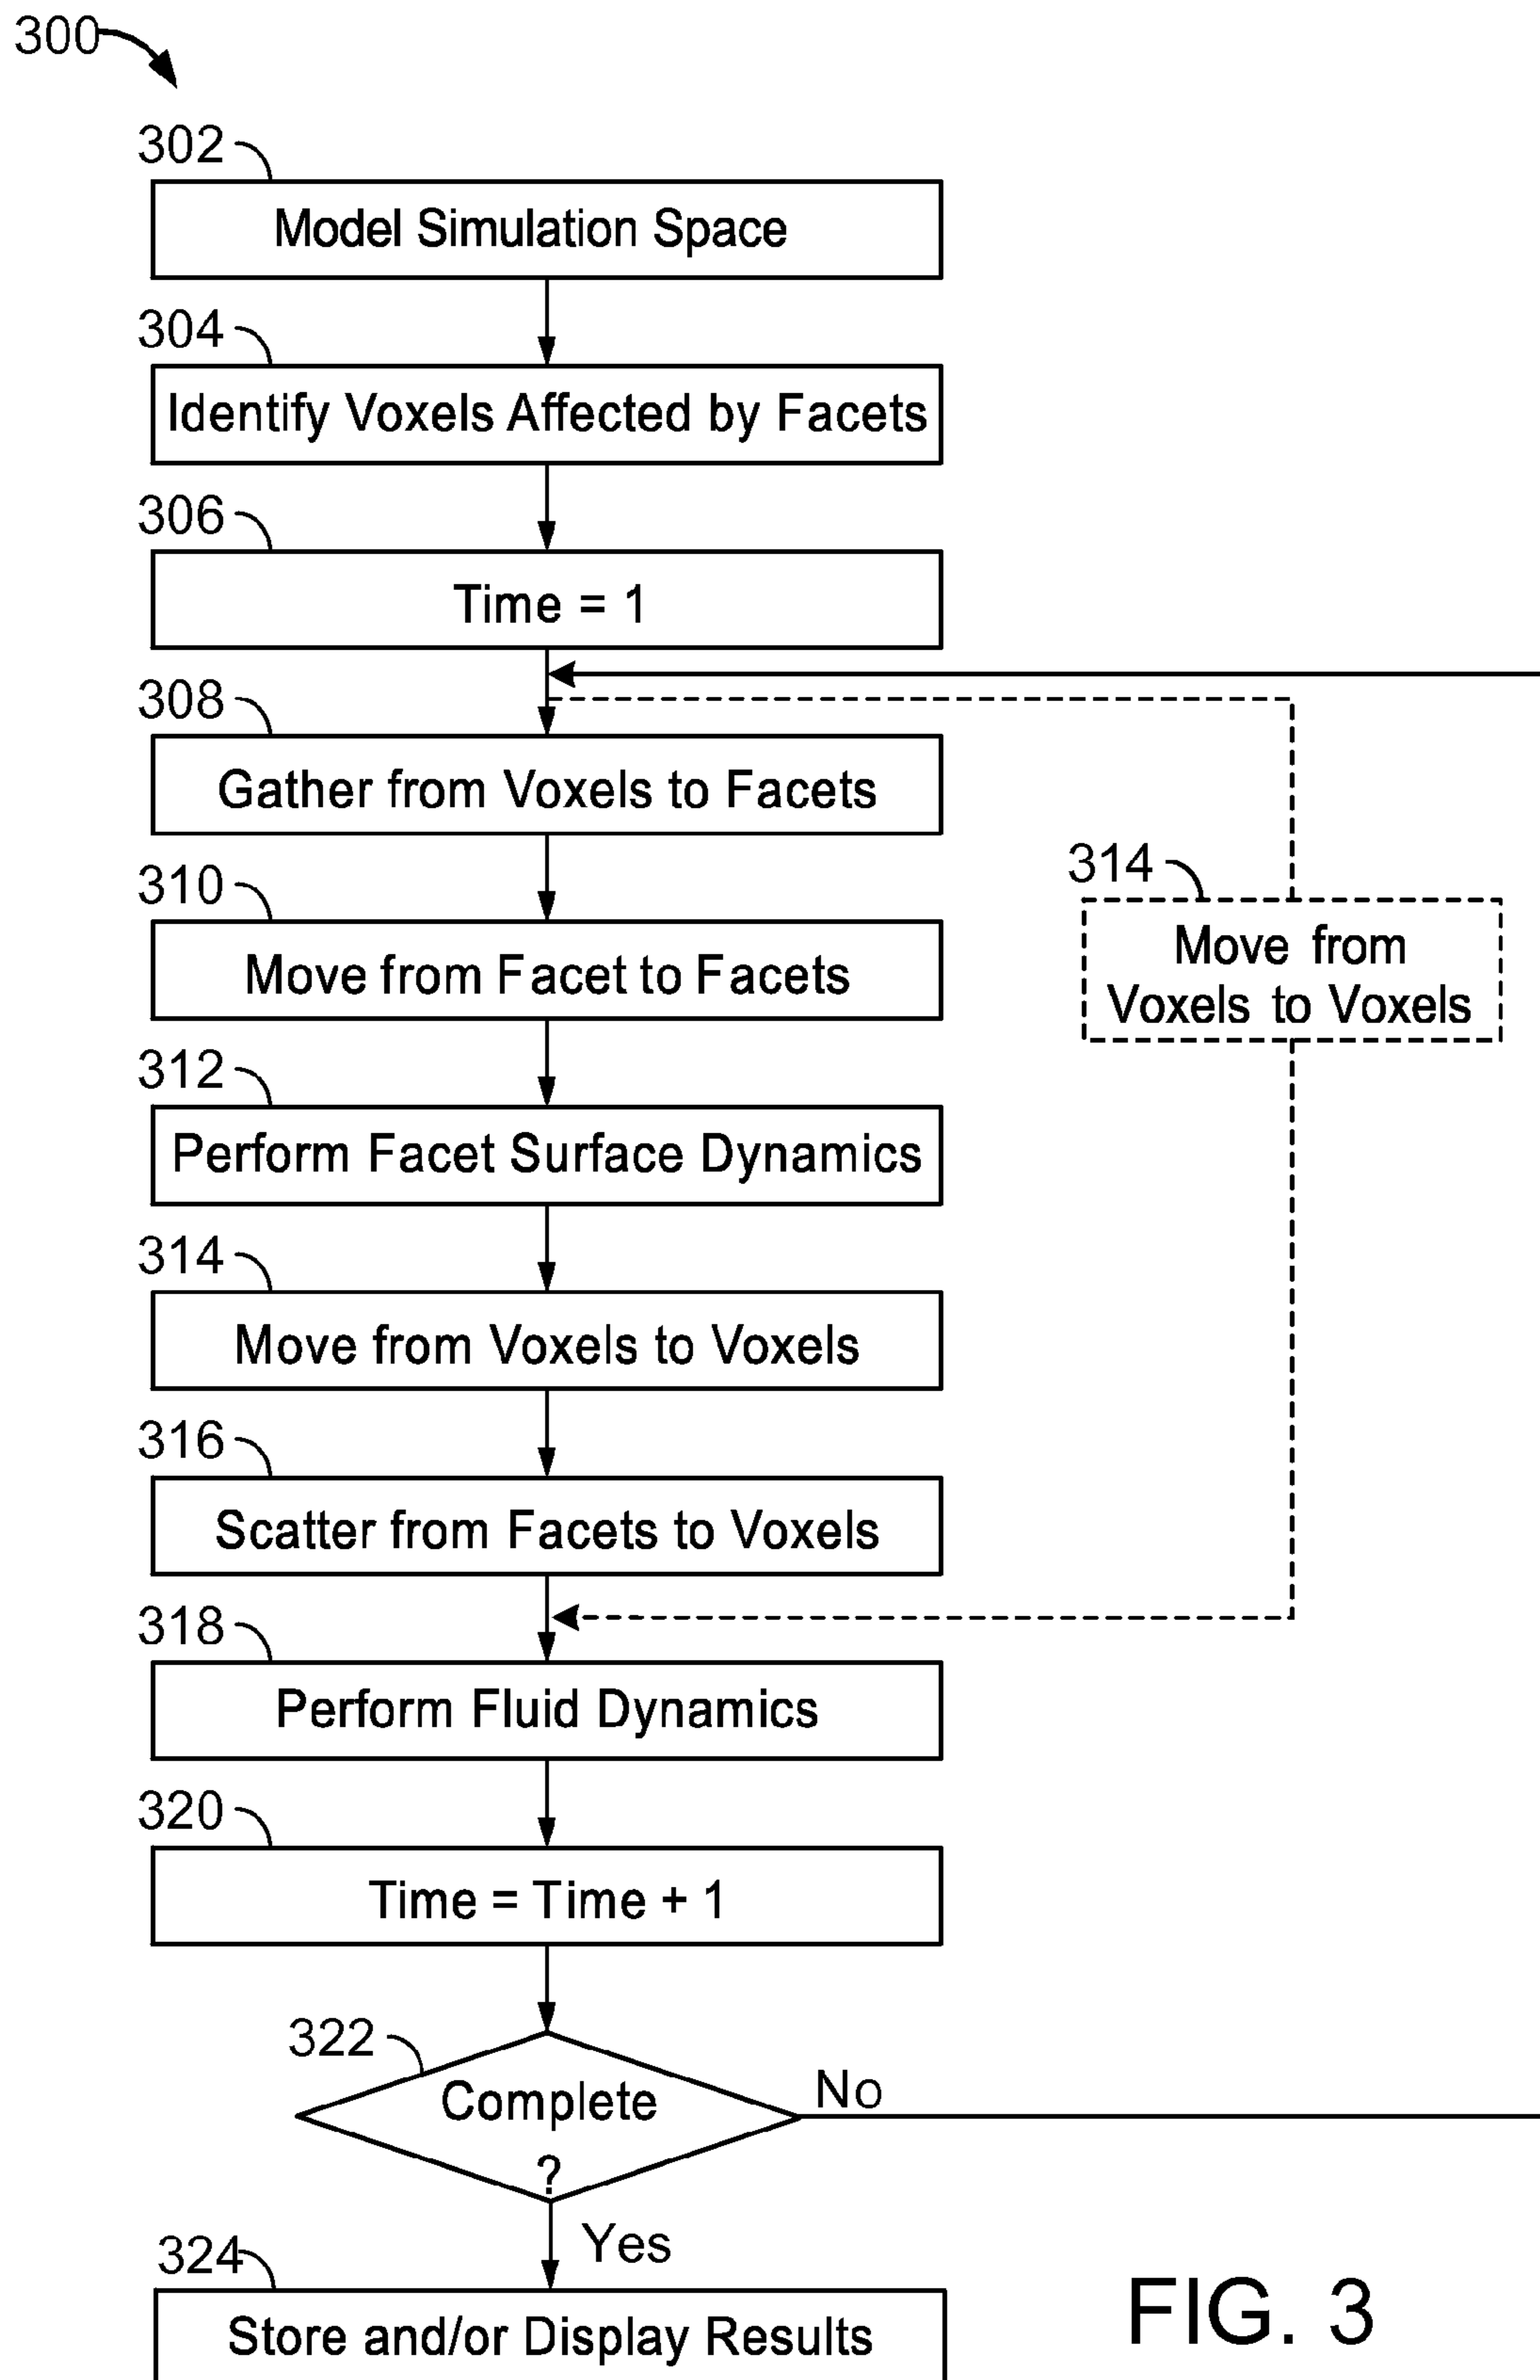 300
302
Model Simulation Space
304
Identify Voxels Affected by Facets
306
Time = 1
308
Gather from Voxels to Facets
310
Move from Facet to Facets
314
Move from
Voxels to Voxels
312
Perform Facet Surface Dynamics
314
Move from Voxels to Voxels
316
Scatter from Facets to Voxels
318
Perform Fluid Dynamics
320
Time = Time + 1
322
Complete
?
No
Yes
324
Store and/or Display Results
FIG. 3